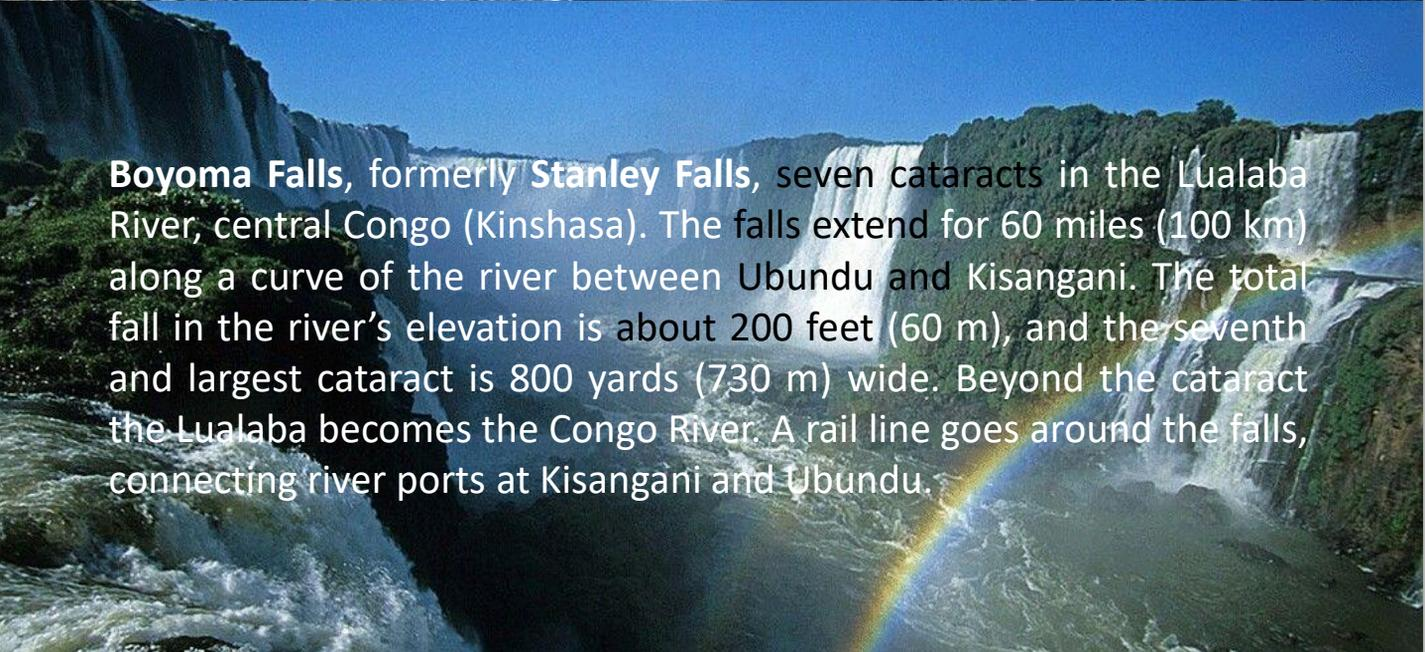 Boyoma Falls, formerly Stanley Falls, seven cataracts in the Lualaba
River, central Congo (Kinshasa). The falls extend for 60 miles (100 km)
along a curve of the river between Ubundu and Kisangani. The total
fall in the river’s elevation is about 200 feet (60 m), and the seventh
and largest cataract is 800 yards (730 m) wide. Beyond the cataract
the Lualaba becomes the Congo River. A rail line goes around the falls,
connecting river ports at Kisangani and Ubundu.